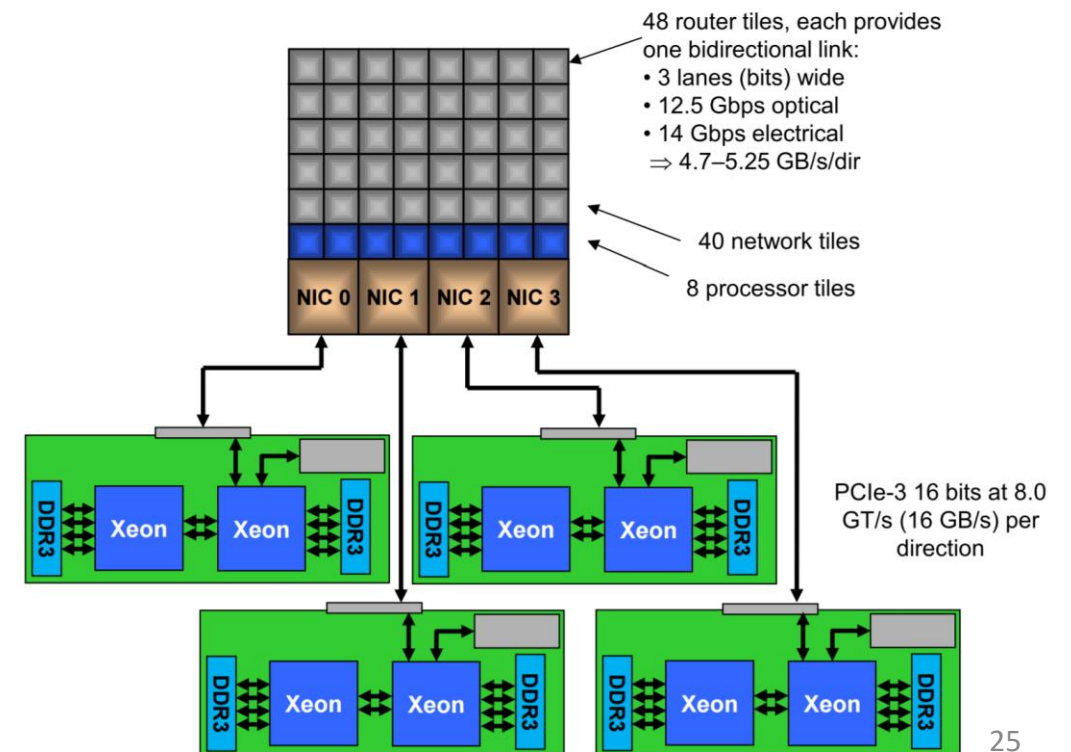 48 router tiles, each provides
one bidirectional link:
• 3 lanes (bits) wide
• 12.5 Gbps optical
• 14 Gbps electrical
⇒ 4.7–5.25 GB/s/dir
40 network tiles
8 processor tiles
NIC 0 NIC 1 NIC 2 NIC 3
DDR3 Xeon Xeon DDR3
DDR3 Xeon Xeon DDR3
PCIe-3 16 bits at 8.0
GT/s (16 GB/s) per
direction
DDR3 Xeon Xeon DDR3
DDR3 Xeon Xeon DDR3
25